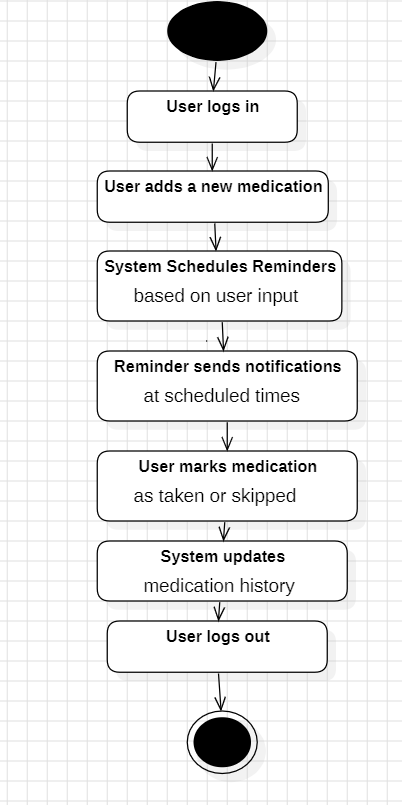 User logs in
User adds a new medication
System Schedules Reminders
based on user input
Reminder sends notifications
at scheduled times
User marks medication
as taken or skipped
System updates
medication history
User logs out